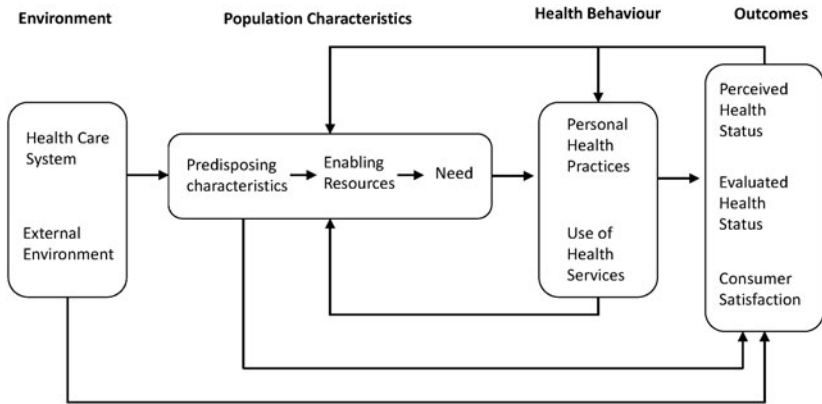 Environment
Population Characteristics
Health Behaviour
Outcomes
Health Care
System
External
Environment
Predisposing
characteristics
Enabling
Resources
Need
Personal
Health
Practices
Use of
Health
Services
Perceived
Health
Status
Evaluated
Health
Status
Consumer
Satisfaction